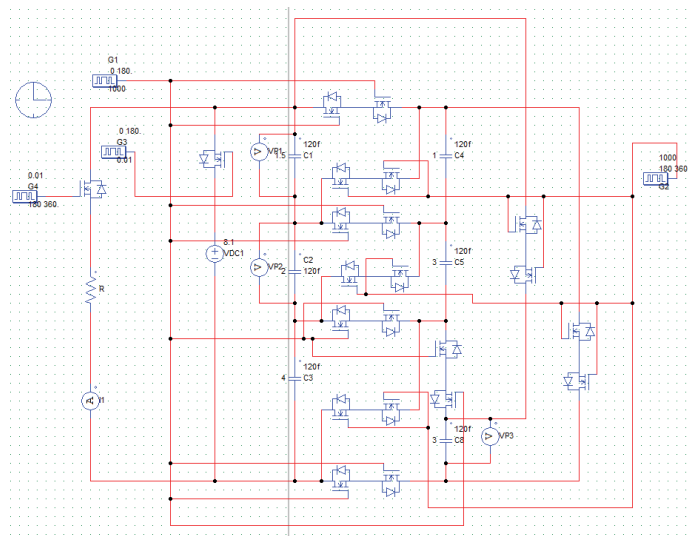 G1
0 180.
1000
G3
0 180.
0.01
G4
0.01
180 360.
1000
180 360
G2
VP1
1.5
120f
C1
120f
1
C4
8.1
VDC1
VP2
2
C2
120f
120f
3
C5
R
I1
120f
4
C3
120f
3
C8
VP3